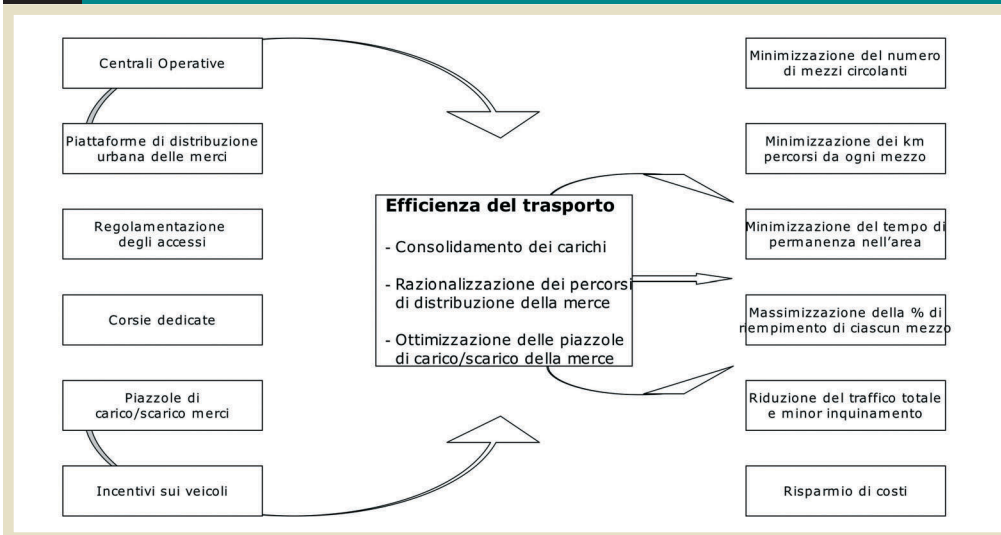 Centrali Operative
Piattaforme di distribuzione
urbana delle merci
Regolamentazione
degli accessi
Corsie dedicate
Piazzole di
carico/scarico merci
Incentivi sui veicoli
Efficienza del trasporto
- Consolidamento dei carichi
- Razionalizzazione dei percorsi
di distribuzione della merce
- Ottimizzazione delle piazzole
di carico/scarico della merce
Minimizzazione del numero
di mezzi circolanti
Minimizzazione dei km
percorsi da ogni mezzo
Minimizzazione del tempo di
permanenza nell'area
Massimizzazione della % di
riempimento di ciascun mezzo
Riduzione del traffico totale
e minor inquinamento
Risparmio di costi